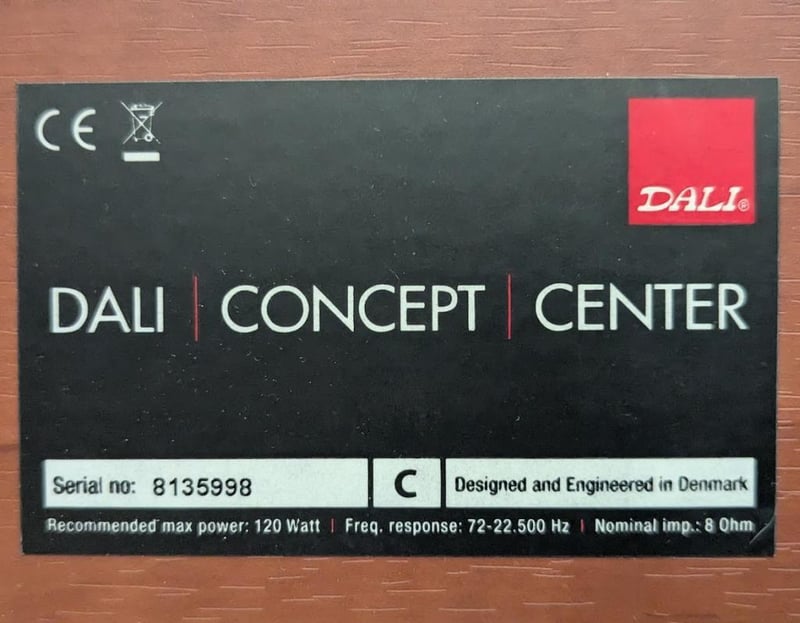 CE
DALI®
DALI | CONCEPT | CENTER
Serial no: 8135998
C
Designed and Engineered in Denmark
Recommended max power: 120 Watt | Freq. response: 72-22.500 Hz | Nominal imp.: 8 Ohm